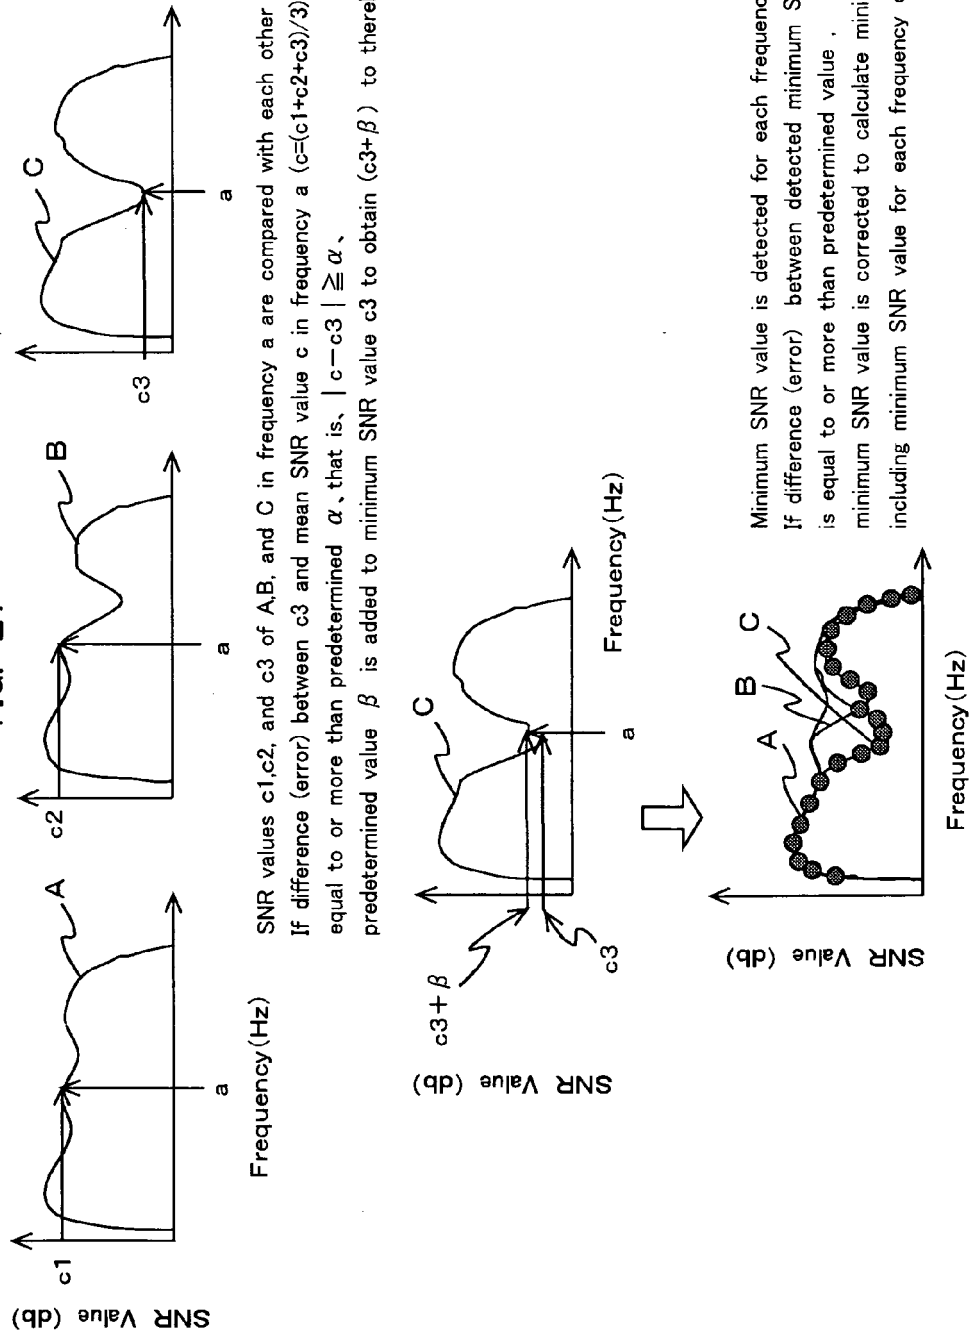 SNR Value (db)
c1
A
a
Frequency(Hz)
c2
B
a
c3
C
a
SNR values c1,c2, and c3 of A,B, and C in frequency a are compared with each other
If difference (error) between c3 and mean SNR value c in frequency a (c=(c1+c2+c3)/3)
equal to or more than predetermined α、that is、|c−c3|≧α、
predetermined value β is added to minimum SNR value c3 to obtain (c3+β) to there
SNR Value (db)
c3+β
c3
C
a
Frequency(Hz)
SNR Value (db)
A
B
C
Frequency(Hz)
Minimum SNR value is detected for each frequenc
If difference (error) between detected minimum S
is equal to or more than predetermined value ,
minimum SNR value is corrected to calculate mini
including minimum SNR value for each frequency